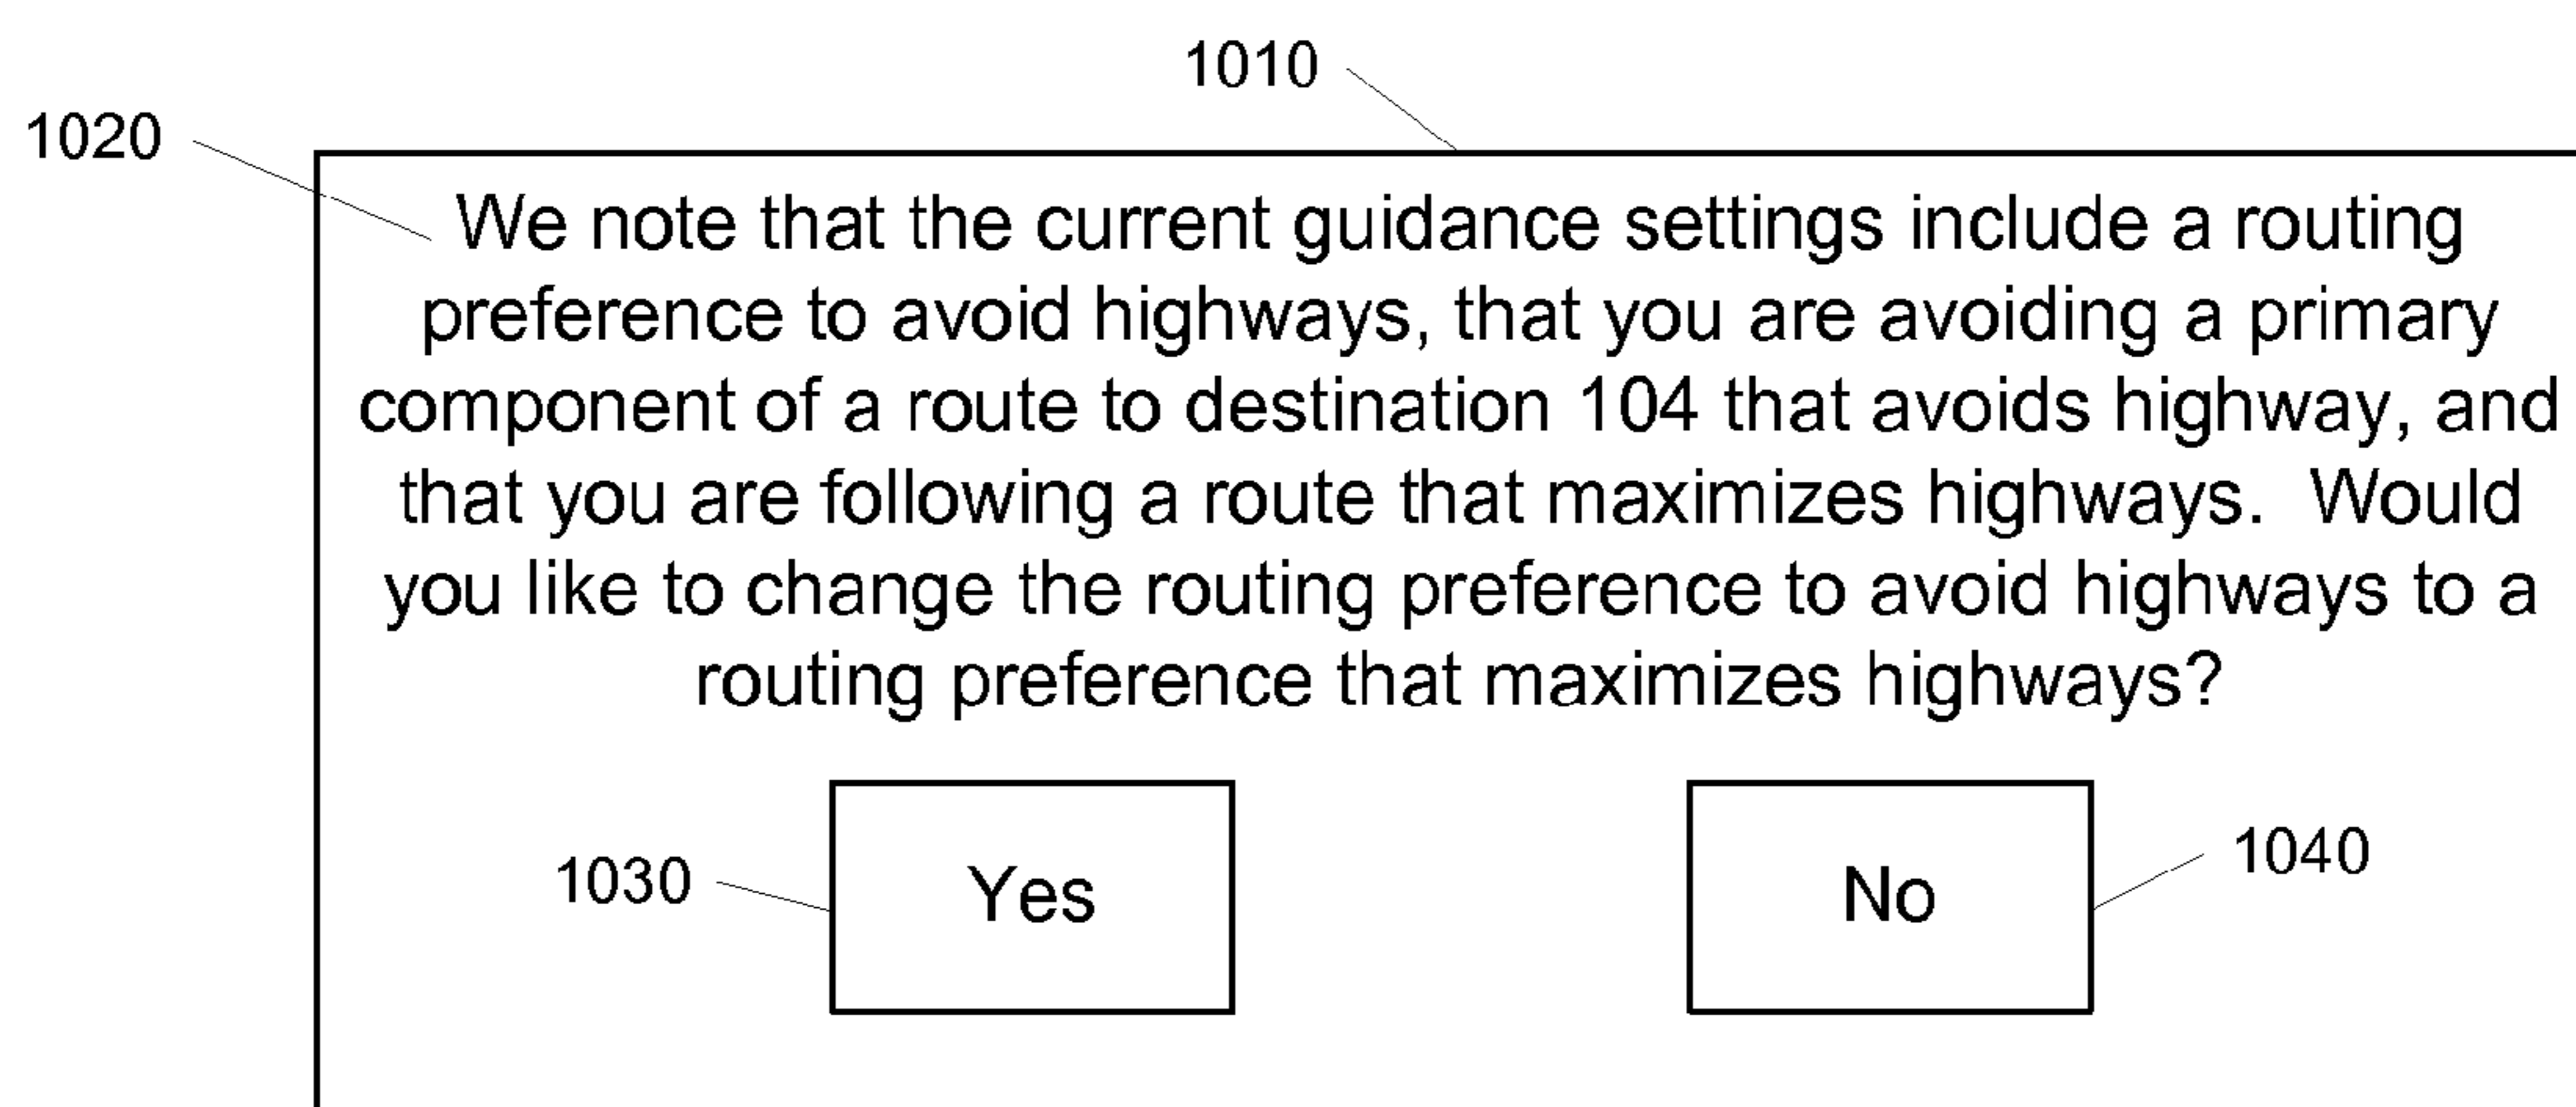 1010
1020
We note that the current guidance settings include a routing
preference to avoid highways, that you are avoiding a primary
component of a route to destination 104 that avoids highway, and
that you are following a route that maximizes highways.  Would
you like to change the routing preference to avoid highways to a
routing preference that maximizes highways?
1030
Yes
No
1040